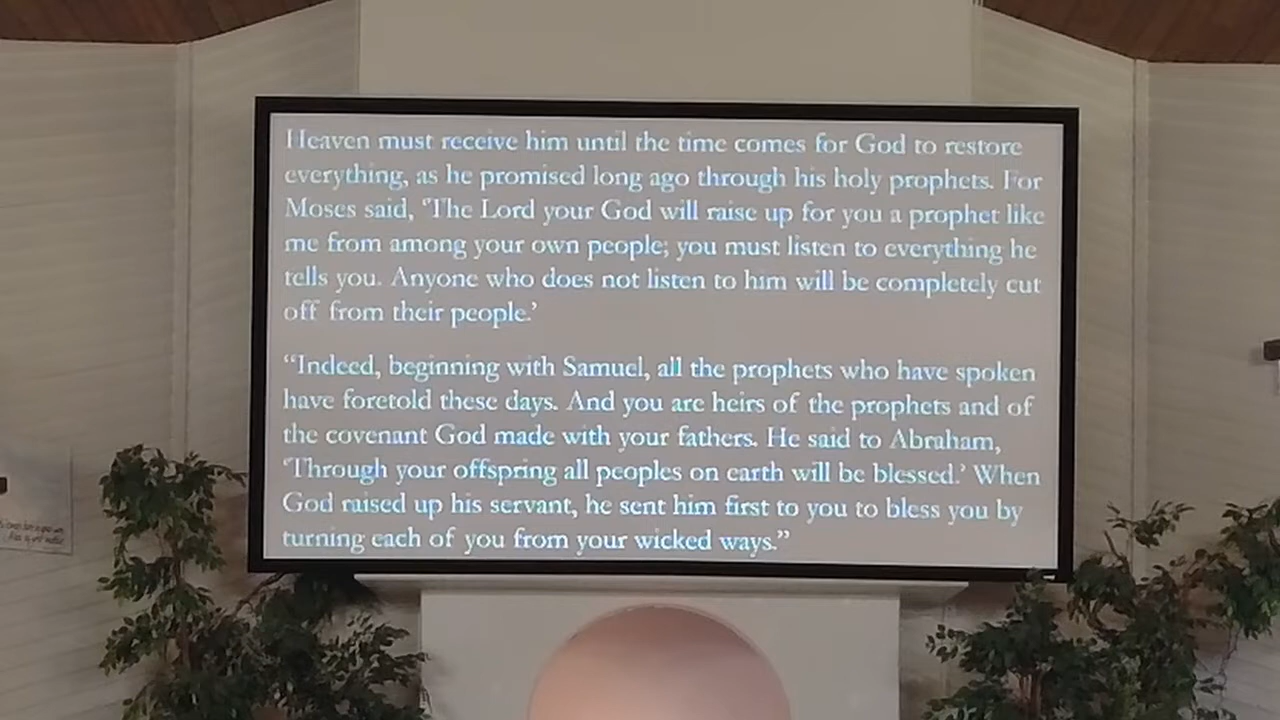 Heaven must receive him until the time comes for God to restore
everything, as he promised long ago through his holy prophets. For
Moses said, ‘The Lord your God will raise up for you a prophet like
me from among your own people; you must listen to everything he
tells you. Anyone who does not listen to him will be completely cut
off from their people.’
“Indeed, beginning with Samuel, all the prophets who have spoken
have foretold these days. And you are heirs of the prophets and of
the covenant God made with your fathers. He said to Abraham,
‘Through your offspring all peoples on earth will be blessed.’ When
God raised up his servant, he sent him first to you to bless you by
turning each of you from your wicked ways.”